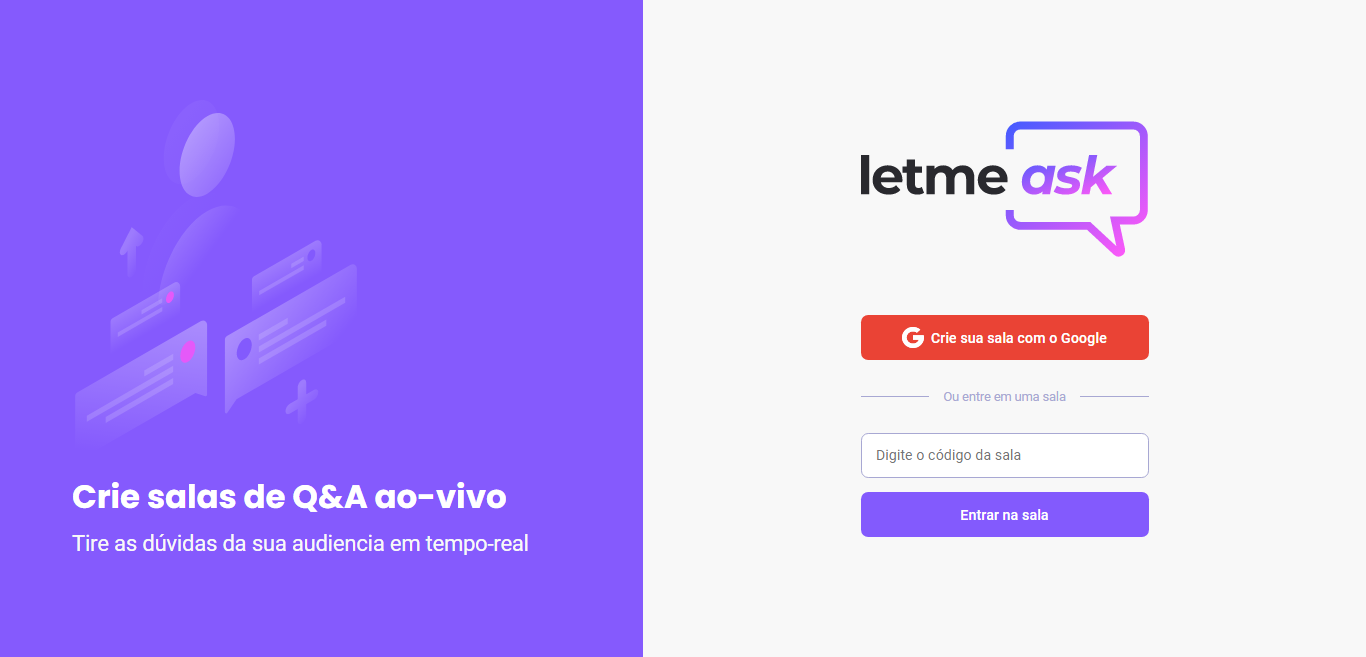 Crie salas de Q&A ao-vivo
Tire as dúvidas da sua audiencia em tempo-real
letme ask
Crie sua sala com o Google
Ou entre em uma sala
Digite o código da sala
Entrar na sala